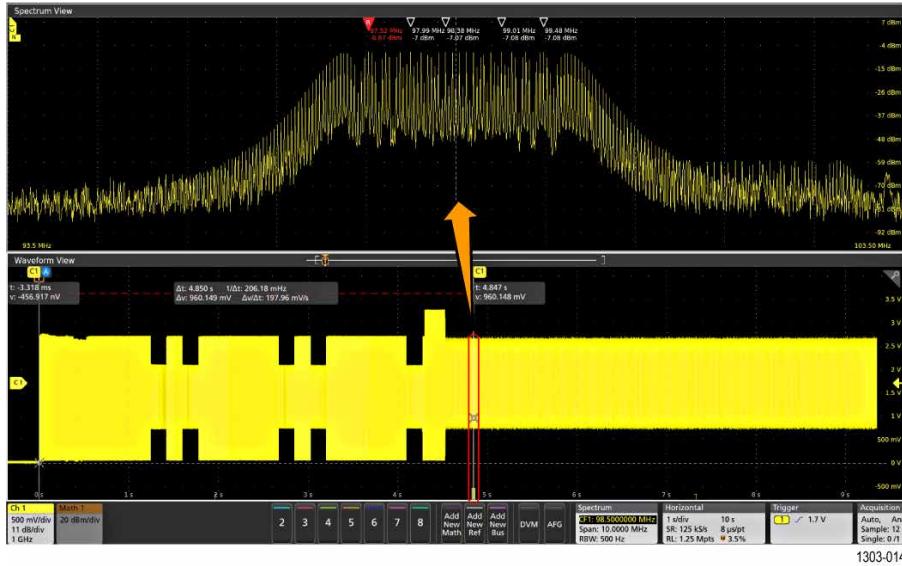 Spectrum View
7 dBm
97.52 MHz 97.99 MHz 98.38 MHz 99.01 MHz 99.48 MHz
-6.87 dBm -7 dBm -7.07 dBm -7.08 dBm -7.08 dBm
-4 dBm
-15 dBm
-26 dBm
-37 dBm
-48 dBm
-59 dBm
-70 dBm
-92 dBm
93.5 MHz 103.50 MHz
Waveform View
C1 A C1
t: -3.318 ms Δt: 4.850 s 1/Δt: 206.18 mHz t: 4.847 s
v: -456.917 mV Δv: 960.149 mV Δv/Δt: 197.96 mV/s v: 960.148 mV
3.5 V
3 V
2.5 V
2 V
C1
1.5 V
1 V
500 mV
0 V
-500 mV
0 s 1 s 2 s 3 s 4 s 5 s 6 s 7 s 8 s 9 s
Ch 1 Math 1 Spectrum Horizontal Trigger Acquisition
500 mV/div 20 dBm/div 2 3 4 5 6 7 8 Add New Math Add New Ref Add New Bus DVM AFG CF1: 98.5000000 MHz 1 s/div 10 s 1 1.7 V Auto, An
11 dB/div Span: 10.0000 MHz SR: 125 kS/s 8 µs/pt Sample: 12
1 GHz RBW: 500 Hz RL: 1.25 Mpts 3.5% Single: 0 /1
1303-014